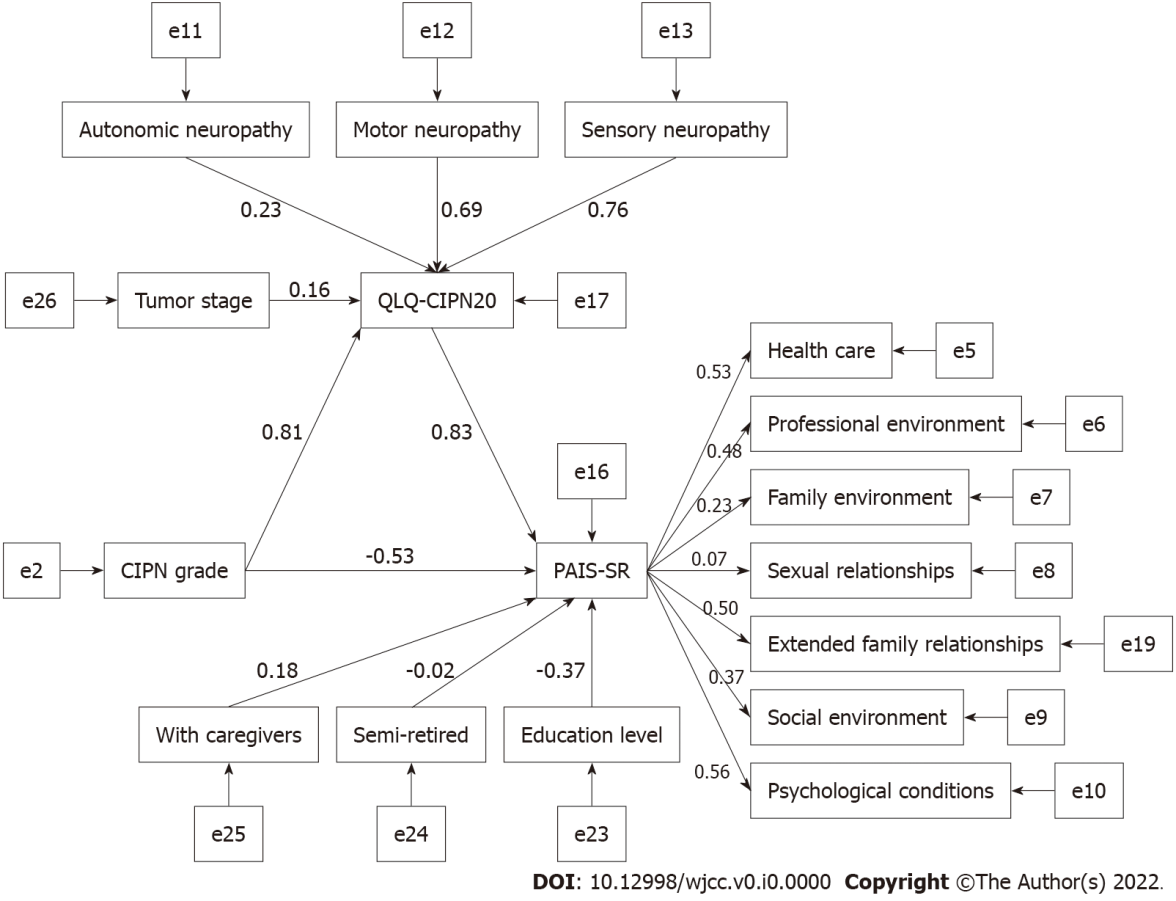 e11
e12
e13
Autonomic neuropathy
Motor neuropathy
Sensory neuropathy
0.23
0.69
0.76
e26
Tumor stage
0.16
QLQ-CIPN20
e17
0.81
0.83
e16
e2
CIPN grade
-0.53
PAIS-SR
0.18
-0.02
-0.37
With caregivers
Semi-retired
Education level
e25
e24
e23
0.53
Health care
e5
0.48
Professional environment
e6
0.23
Family environment
e7
0.07
Sexual relationships
e8
0.50
Extended family relationships
e19
0.37
Social environment
e9
0.56
Psychological conditions
e10
DOI: 10.12998/wjcc.v0.i0.0000 Copyright ©The Author(s) 2022.